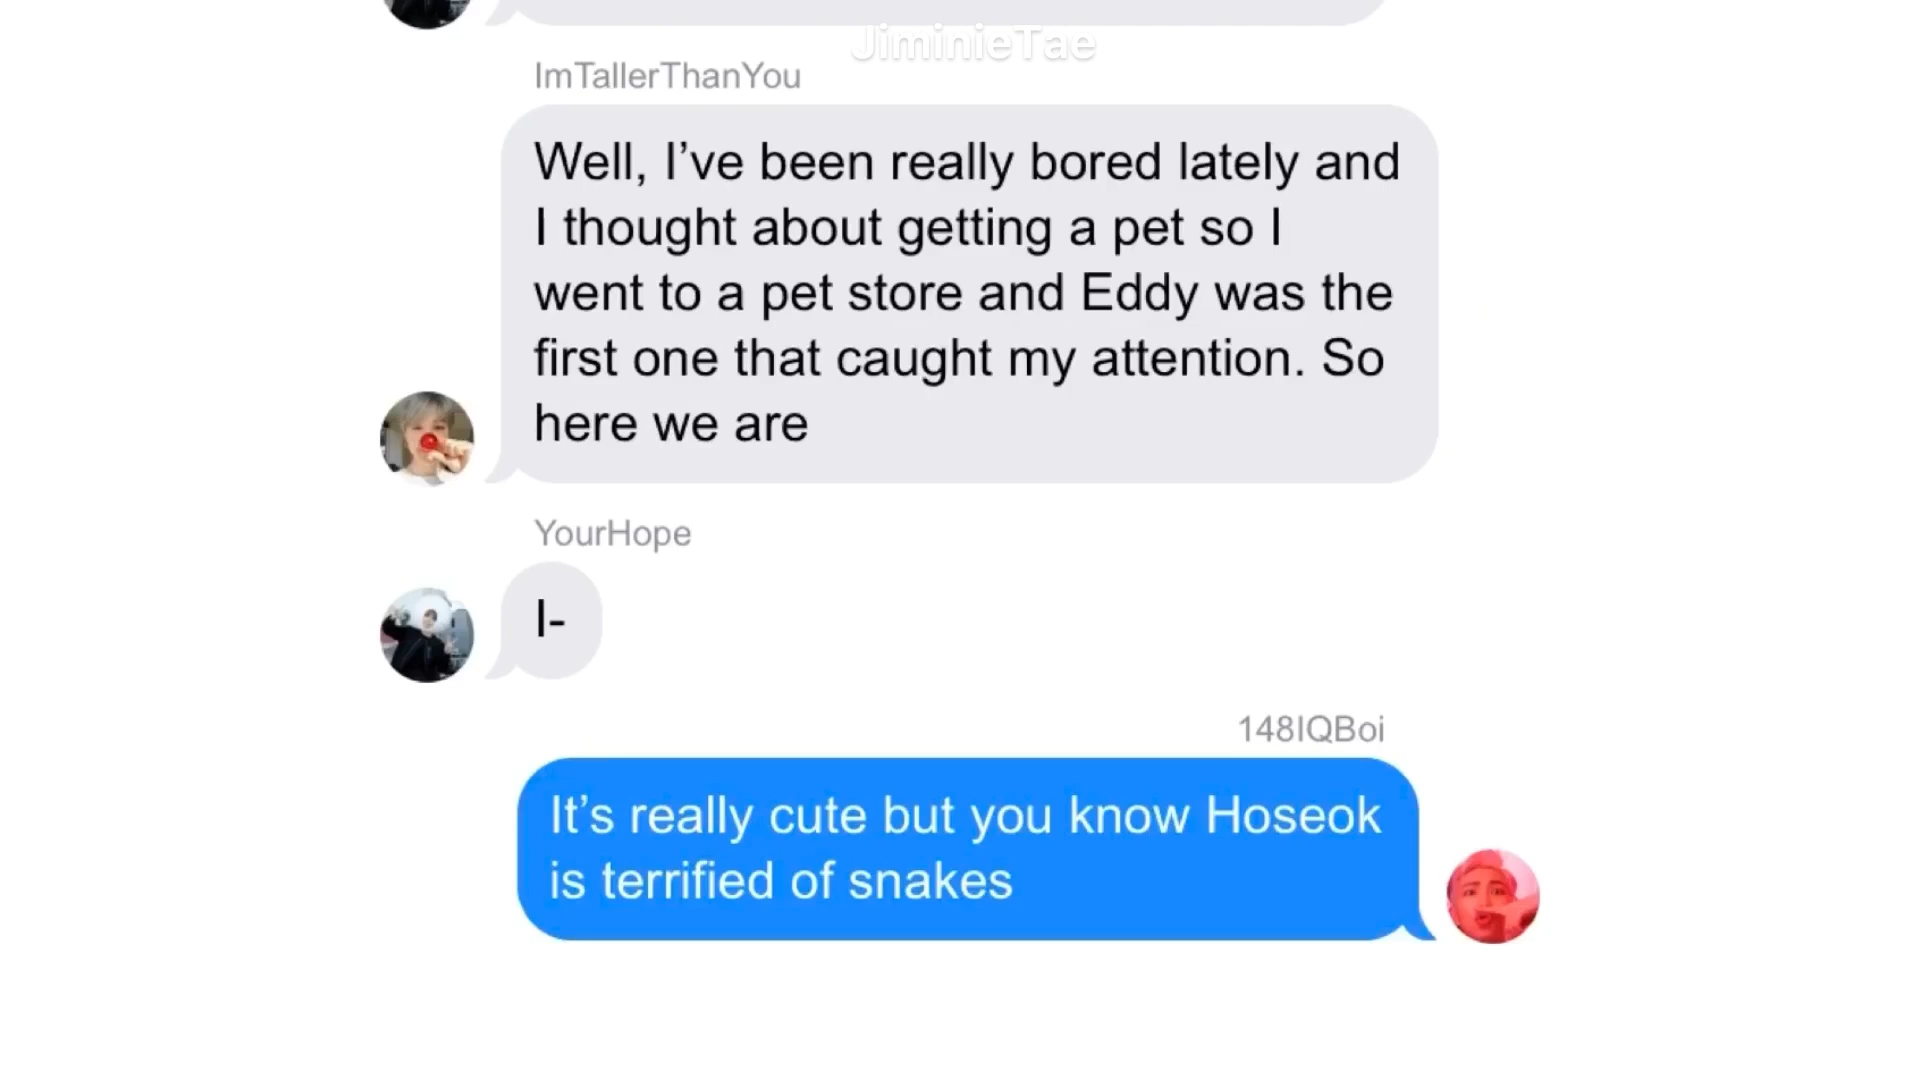 JiminieTae
ImTallerThanYou
Well, I’ve been really bored lately and
I thought about getting a pet so I
went to a pet store and Eddy was the
first one that caught my attention. So
here we are
YourHope
I-
148IQBoi
It’s really cute but you know Hoseok
is terrified of snakes